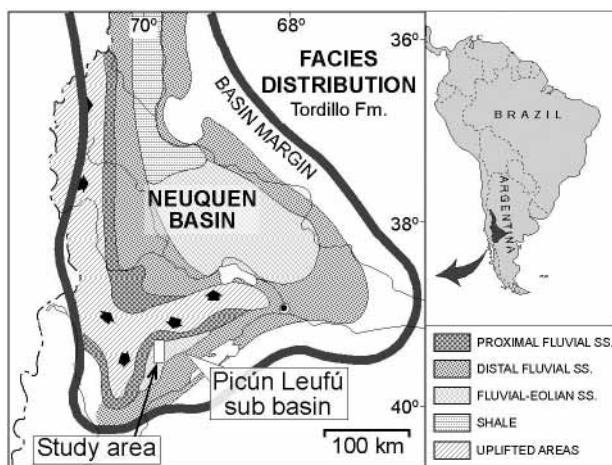 70°
68°
36°
FACIES
DISTRIBUTION
Tordillo Fm.
BASIN MARGIN
NEUQUEN
BASIN
38°
Picún Leufú
sub basin
Study area
40°
100 km
BRAZIL
ARGENTINA
PROXIMAL FLUVIAL SS.
DISTAL FLUVIAL SS.
FLUVIAL-EOLIAN SS.
SHALE
UPLIFTED AREAS